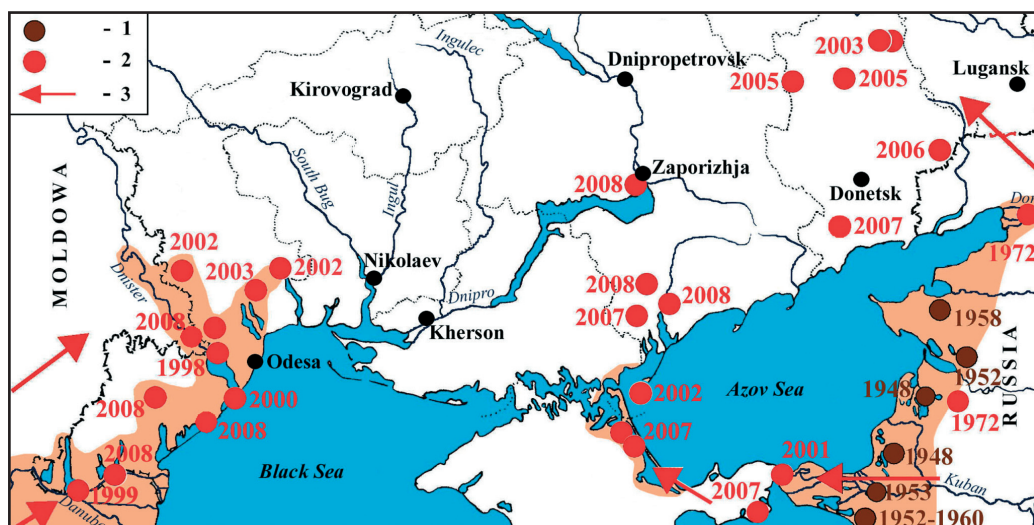 - 1
- 2
- 3
Ingulec
Dnipropetrovsk
2003
Lugansk
2005
2005
Kirovograd
MOLDOWA
South Bug
Ingul
2006
Zaporizhja
2008
Donetsk
Don
2007
1972
2002
2003
2002
Nikolaev
Dnister
Dnipro
2008
2008
2007
Kherson
2008
1998
Odesa
1958
1952
1948
RUSSIA
2008
2000
2002
Azov Sea
1972
2008
2007
2008
Black Sea
2001
1948
1999
Danube
2007
Kuban
1953
1952-1960